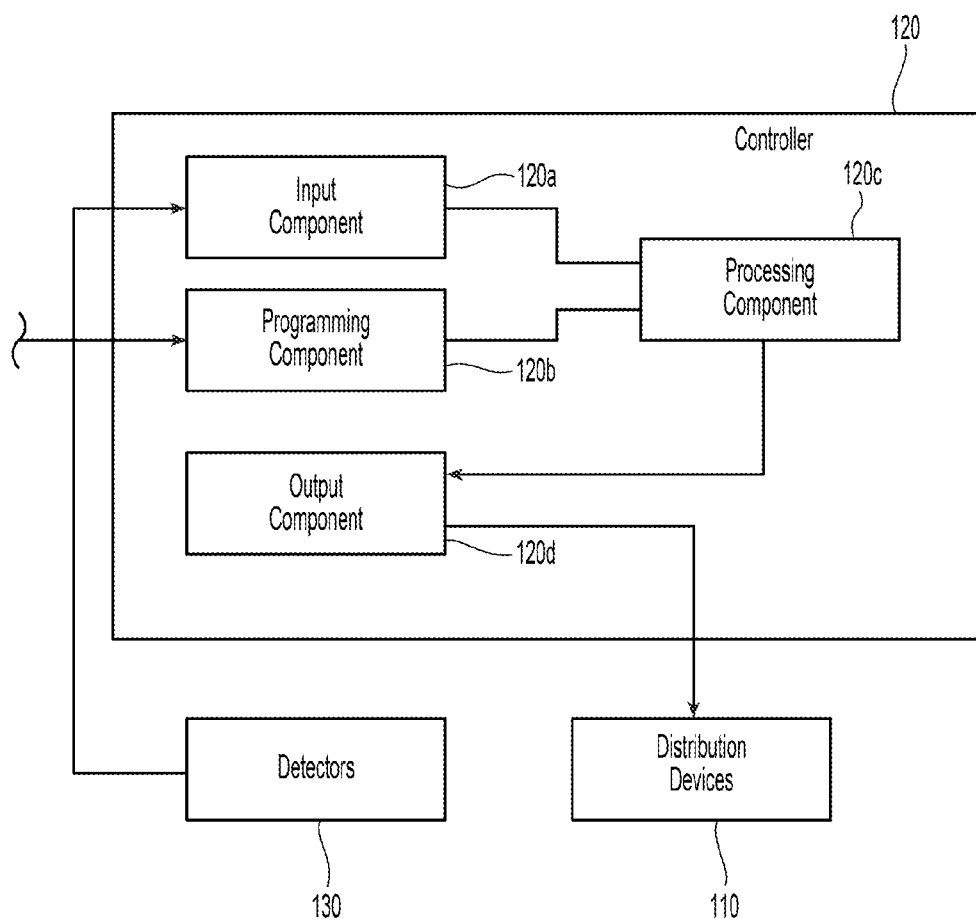 120
Controller
Input
Component
120a
120c
Processing
Component
Programming
Component
120b
Output
Component
120d
Detectors
Distribution
Devices
130
110